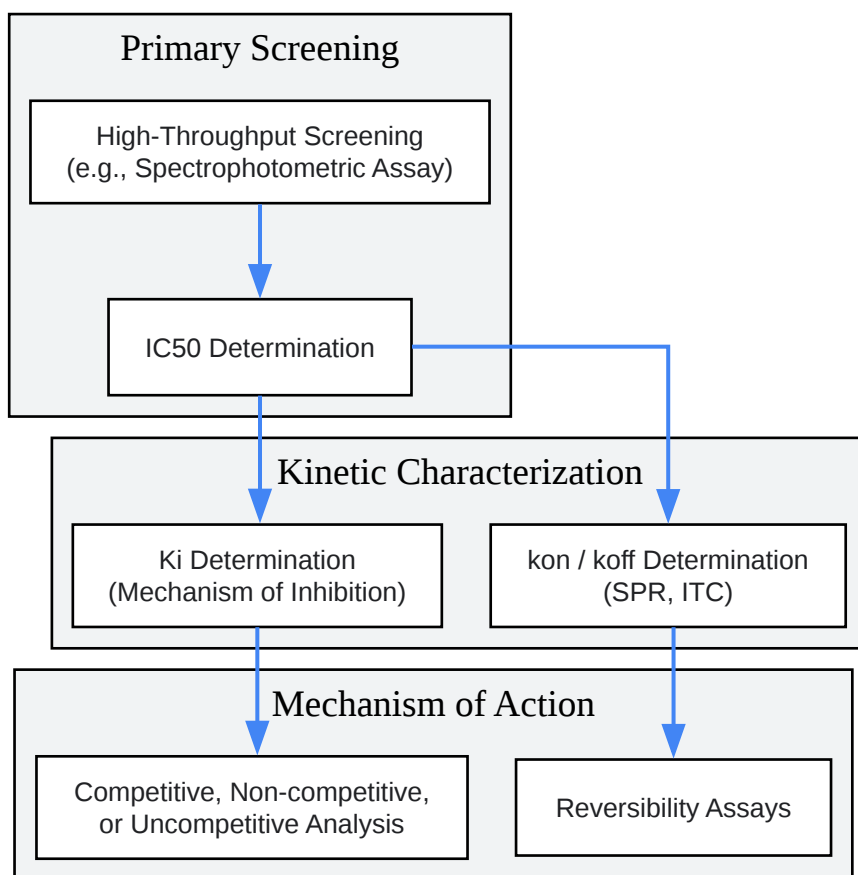 Primary Screening
High-Throughput Screening
(e.g., Spectrophotometric Assay)
IC50 Determination
Kinetic Characterization
Ki Determination
(Mechanism of Inhibition)
kon / koff Determination
(SPR, ITC)
Mechanism of Action
Competitive, Non-competitive,
or Uncompetitive Analysis
Reversibility Assays